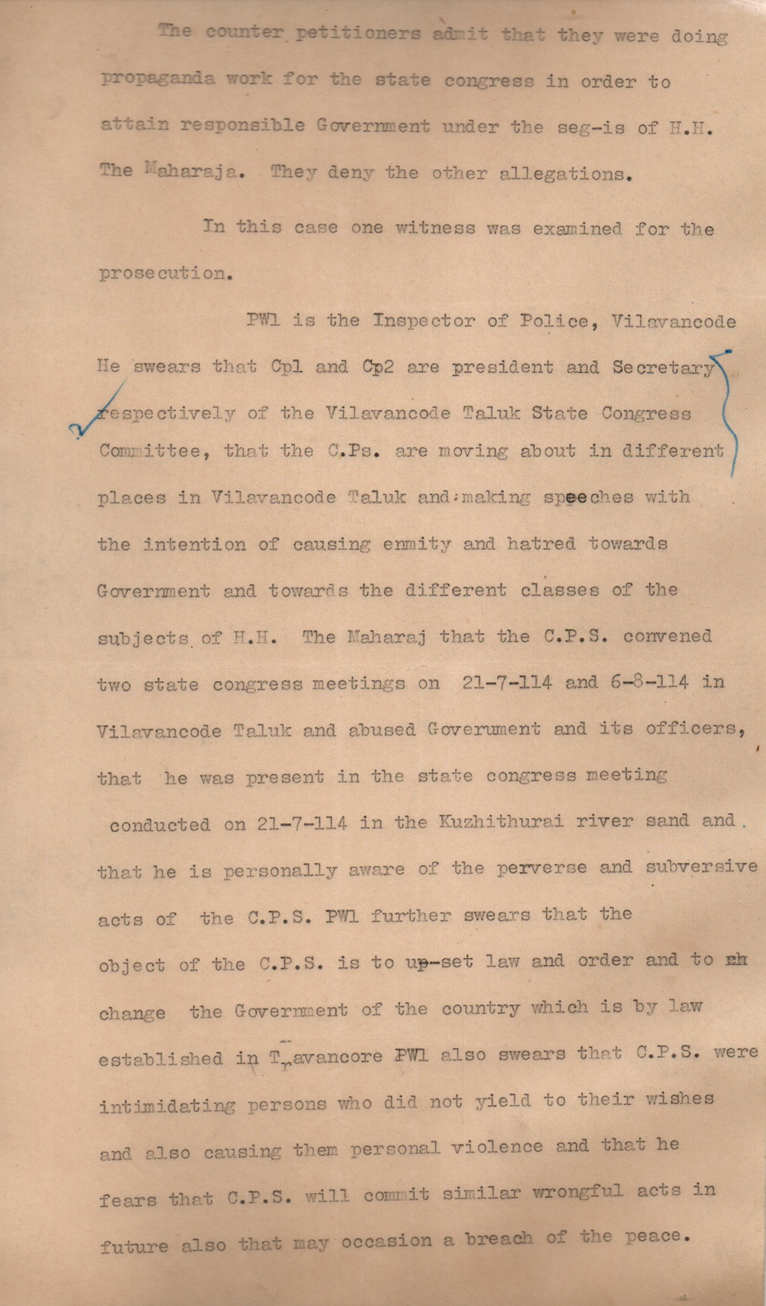 The counter petitioners admit that they were doing
propaganda work for the state congress in order to
attain responsible Government under the seg-is of H.H.
The Maharaja. They deny the other allegations.
In this case one witness was examined for the
prosecution.
PW1 is the Inspector of Police, Vilavancode
He swears that Cp1 and Cp2 are president and Secretary
respectively of the Vilavancode Taluk State Congress
Committee, that the C.Ps. are moving about in different
places in Vilavancode Taluk and making speeches with
the intention of causing enmity and hatred towards
Government and towards the different classes of the
subjects of H.H. The Maharaj that the C.P.S. convened
two state congress meetings on 21-7-114 and 6-8-114 in
Vilavancode Taluk and abused Goverument and its officers,
that he was present in the state congress meeting
conducted on 21-7-114 in the Kuzhithurai river sand and
that he is personally aware of the perverse and subversive
acts of the C.P.S. PW1 further swears that the
object of the C.P.S. is to up-set law and order and to
change the Government of the country which is by law
established in Travancore PW1 also swears that C.P.S. were
intimidating persons who did not yield to their wishes
and also causing them personal violence and that he
fears that C.P.S. will commit similar wrongful acts in
future also that may occasion a breach of the peace.